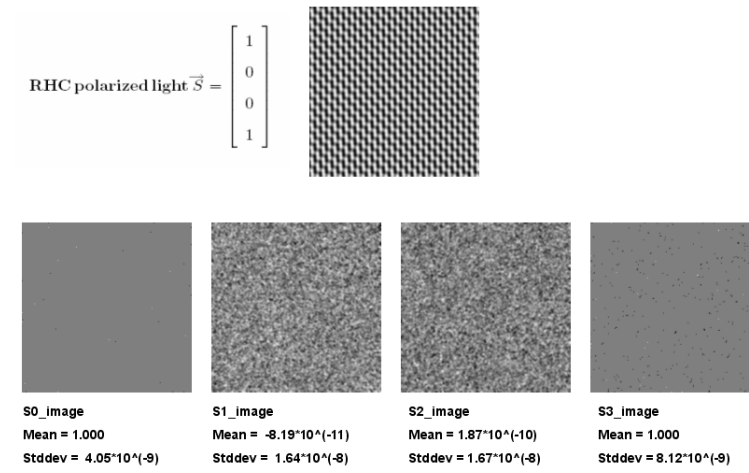 RHC polarized light S⃗ =
1
0
0
1
S0_image
Mean = 1.000
Stddev = 4.05*10^(-9)
S1_image
Mean = -8.19*10^(-11)
Stddev = 1.64*10^(-8)
S2_image
Mean = 1.87*10^(-10)
Stddev = 1.67*10^(-8)
S3_image
Mean = 1.000
Stddev = 8.12*10^(-9)